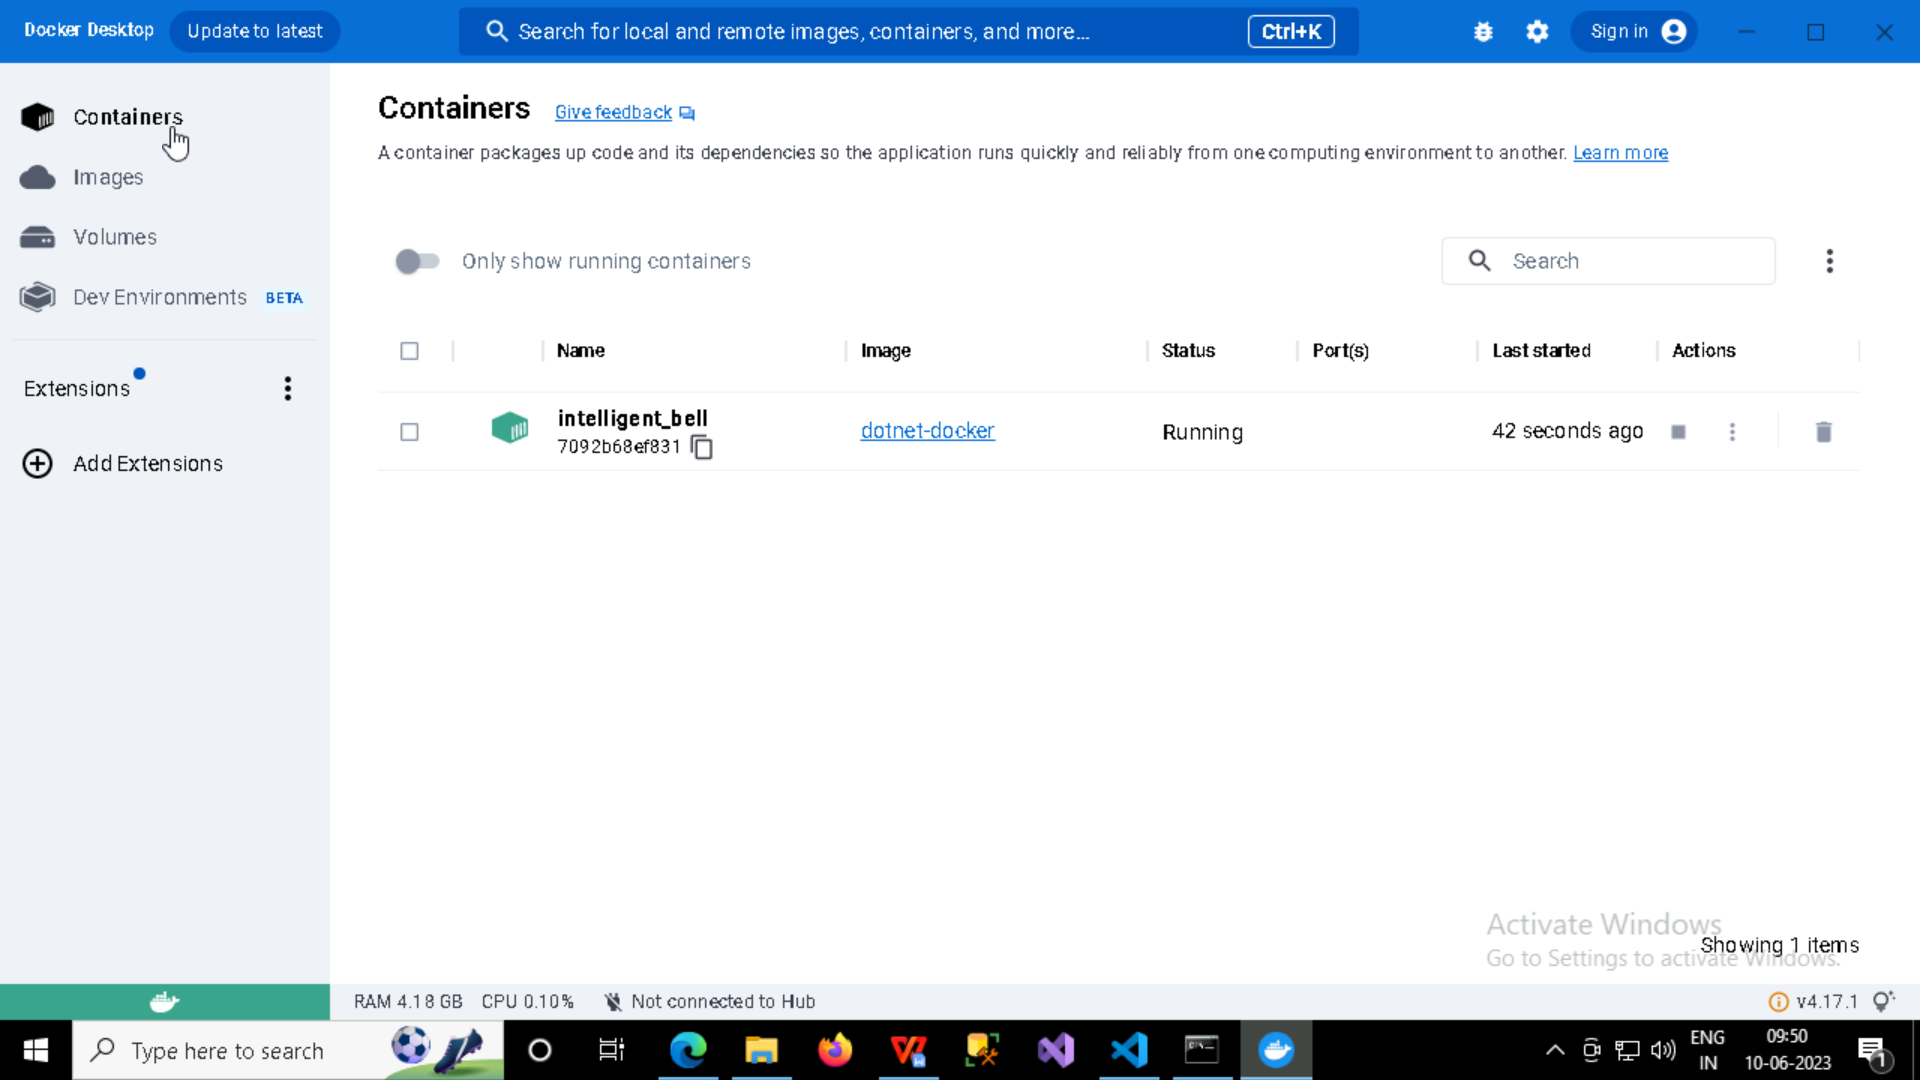 Docker Desktop Update to latest Search for local and remote images, containers, and more... Ctrl+K Sign in
Containers
Images
Volumes
Dev Environments BETA
Extensions
Add Extensions
Containers Give feedback
A container packages up code and its dependencies so the application runs quickly and reliably from one computing environment to another. Learn more
Only show running containers Search
Name Image Status Port(s) Last started Actions
intelligent_bell dotnet-docker Running 42 seconds ago
7092b68ef831
Activate Windows
Showing 1 items
Go to Settings to activate Windows.
RAM 4.18 GB CPU 0.10% Not connected to Hub v4.17.1
Type here to search ENG 09:50
IN 10-06-2023 1